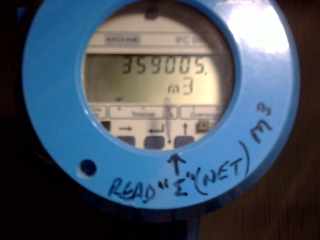 359005.
m3
READ "Σ" (NET) M3